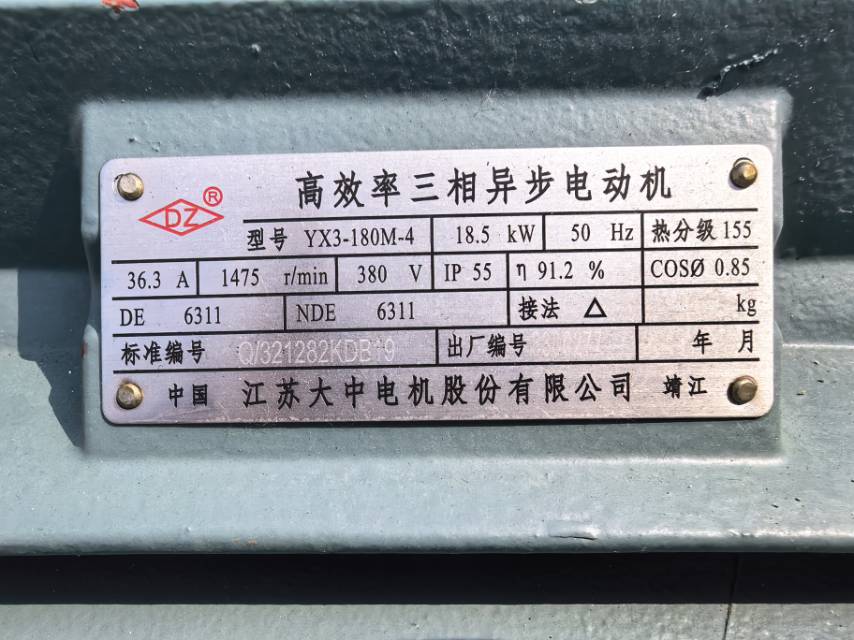 DZ®
高效率三相异步电动机
型号 YX3-180M-4 18.5 kW 50 Hz 热分级 155
36.3 A 1475 r/min 380 V IP 55 η 91.2 % COSØ 0.85
DE 6311 NDE 6311 接法 △ kg
标准编号 Q/321282KDB19 出厂编号 年 月
中国 江苏大中电机股份有限公司 靖江